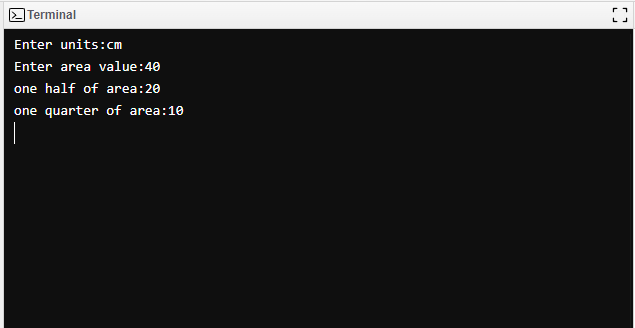 Terminal
Enter units:cm
Enter area value:40
one half of area:20
one quarter of area:10